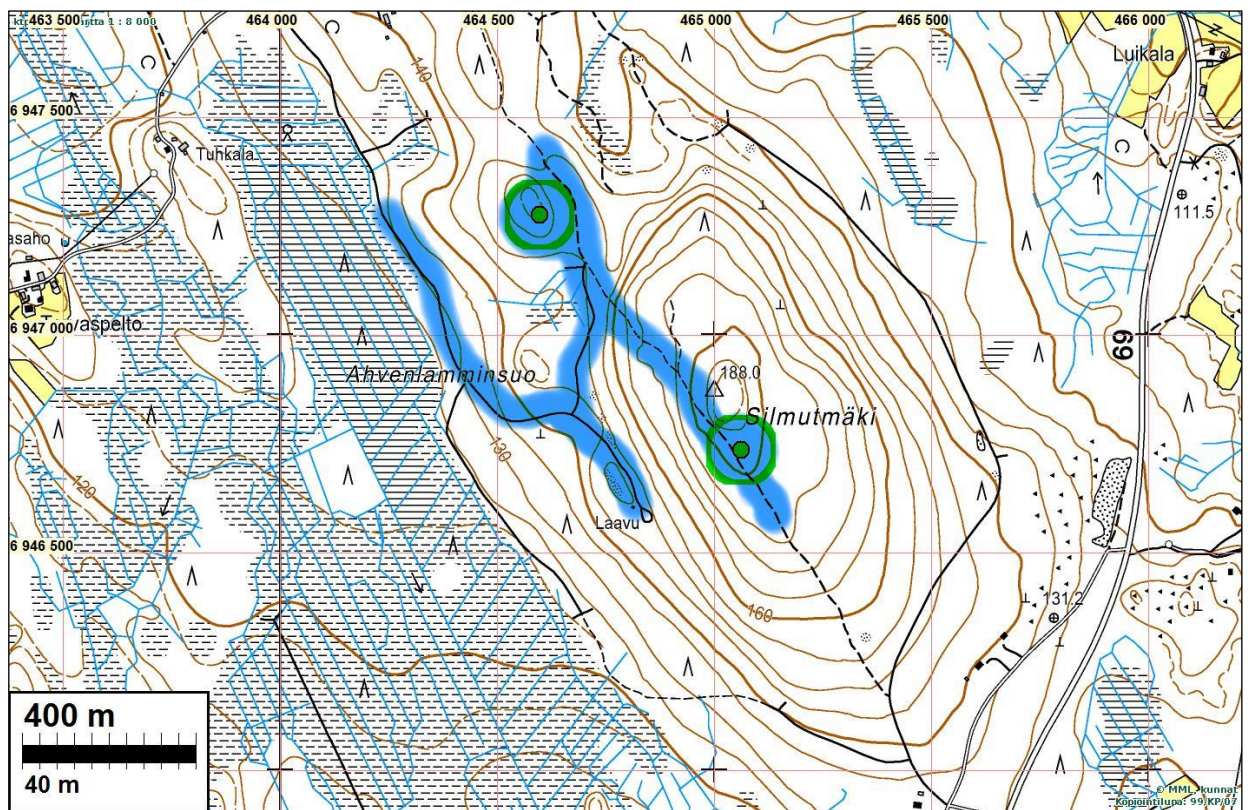 463 500
464 000
464 500
465 000
465 500
466 000
rtta 1 : 8 000
Luikala
140
6 947 500
Tuhkala
111.5
asaho
6 947 000
aspelto
69
188.0
Ahvenlamminsuo
Silmutmäki
130
120
Laavu
6 946 500
131.2
160
400 m
40 m
© MML, kunnat
Kopiointilupa: 99/KP/07